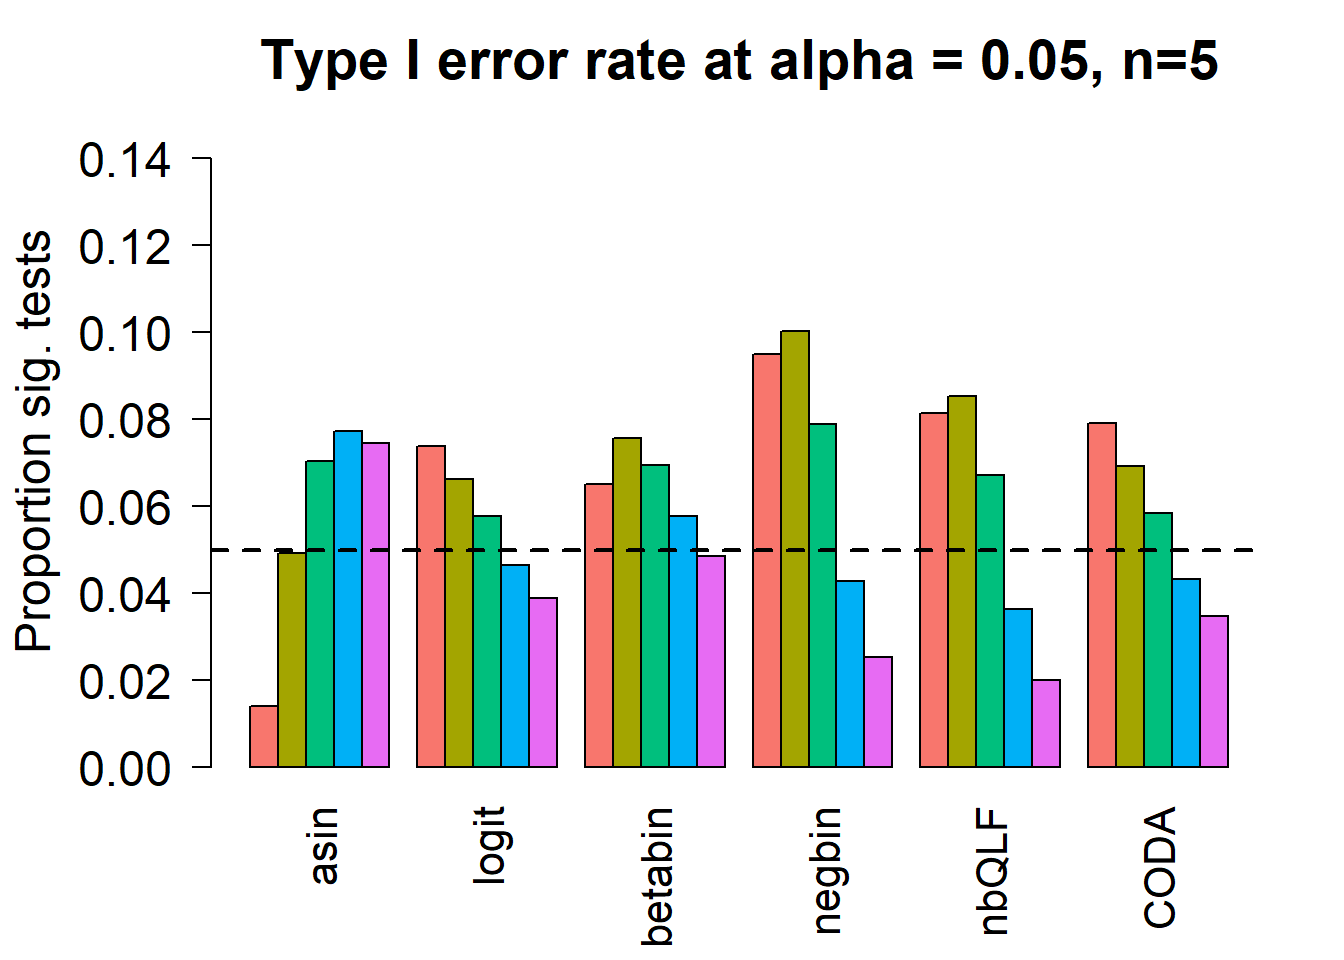 Type I error rate at alpha = 0.05, n=5
Proportion sig. tests
0.14
0.12
0.10
0.08
0.06
0.04
0.02
0.00
asin
logit
betabin
negbin
nbQLF
CODA